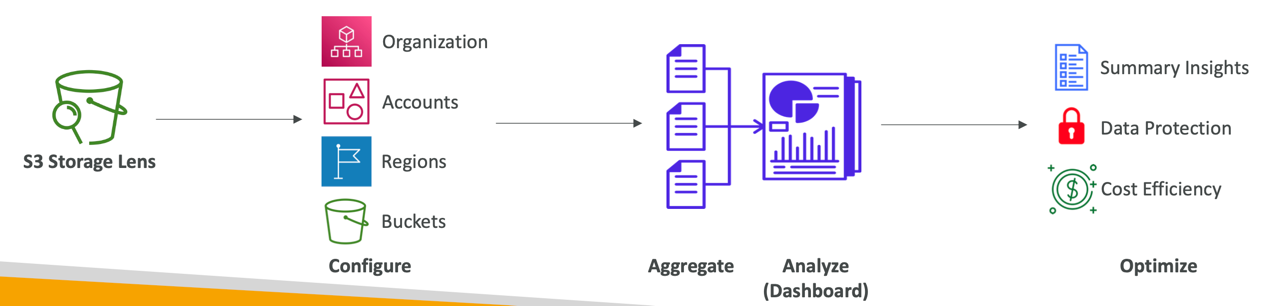 S3 Storage Lens
Organization
Accounts
Regions
Buckets
Configure
Aggregate
Analyze
(Dashboard)
Summary Insights
Data Protection
Cost Efficiency
Optimize